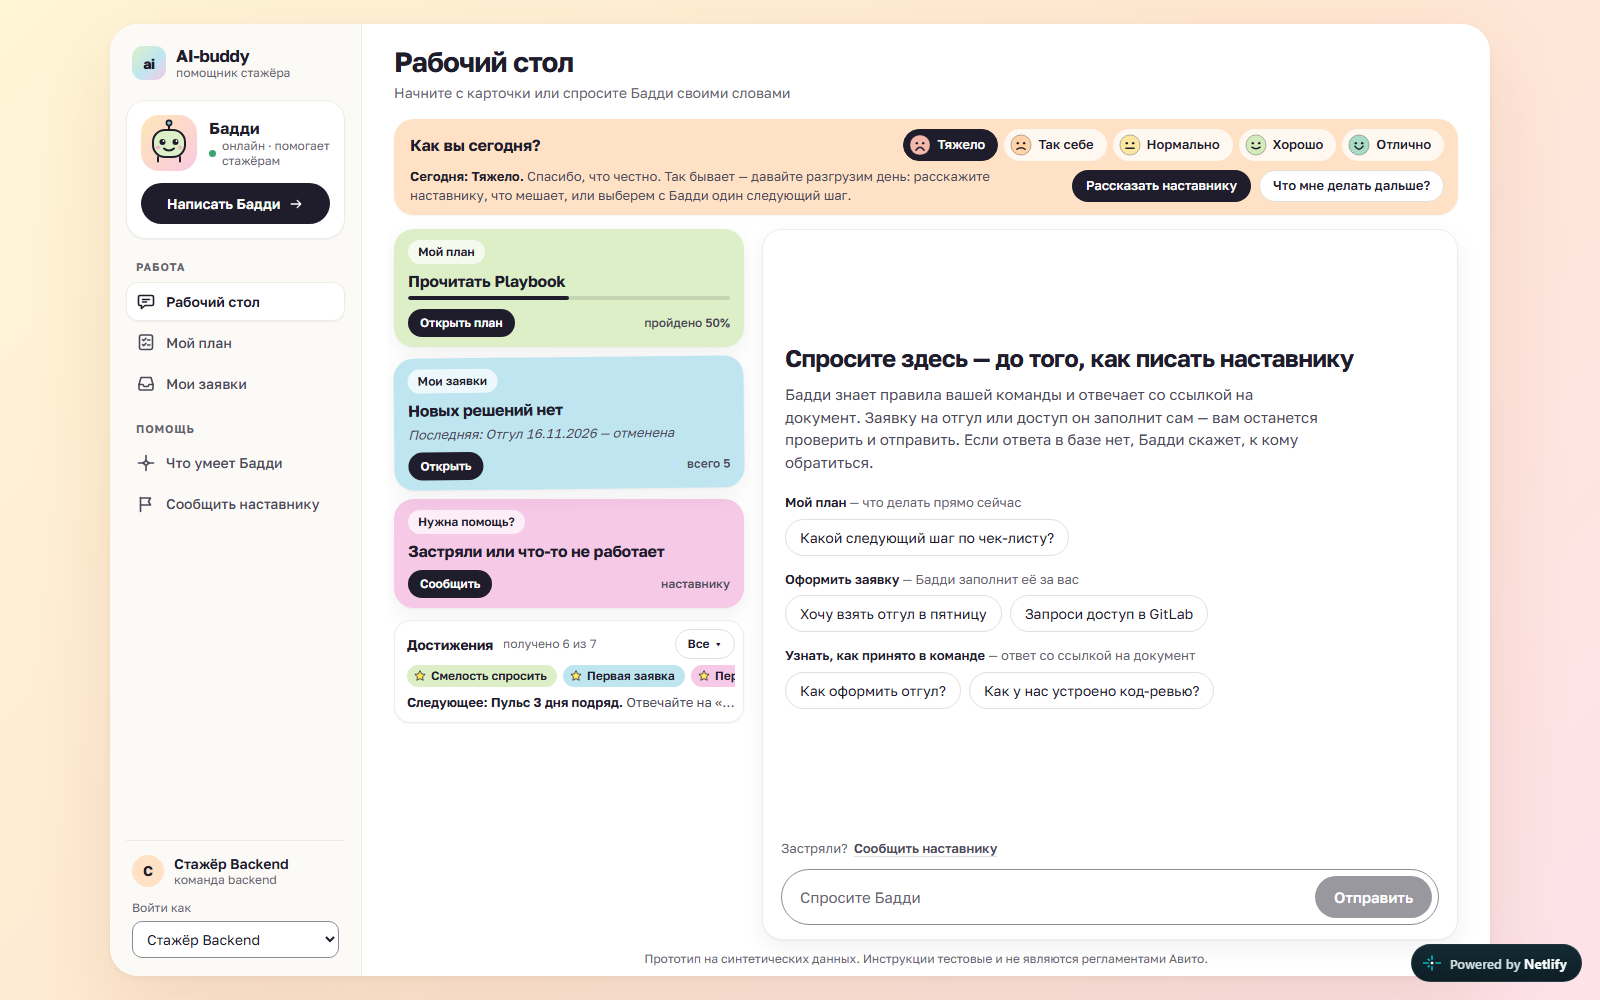 ai
AI-buddy
помощник стажёра
Бадди
онлайн · помогает
стажёрам
Написать Бадди →
РАБОТА
Рабочий стол
Мой план
Мои заявки
ПОМОЩЬ
Что умеет Бадди
Сообщить наставнику
С
Стажёр Backend
команда backend
Войти как
Стажёр Backend
Рабочий стол
Начните с карточки или спросите Бадди своими словами
Как вы сегодня?
Тяжело
Так себе
Нормально
Хорошо
Отлично
Сегодня: Тяжело. Спасибо, что честно. Так бывает — давайте разгрузим день: расскажите
наставнику, что мешает, или выберем с Бадди один следующий шаг.
Рассказать наставнику
Что мне делать дальше?
Мой план
Прочитать Playbook
Открыть план
пройдено 50%
Мои заявки
Новых решений нет
Последняя: Отгул 16.11.2026 — отменена
Открыть
всего 5
Нужна помощь?
Застряли или что-то не работает
Сообщить
наставнику
Достижения
получено 6 из 7
Все
Смелость спросить
Первая заявка
Пер
Следующее: Пульс 3 дня подряд. Отвечайте на «...
Спросите здесь — до того, как писать наставнику
Бадди знает правила вашей команды и отвечает со ссылкой на
документ. Заявку на отгул или доступ он заполнит сам — вам останется
проверить и отправить. Если ответа в базе нет, Бадди скажет, к кому
обратиться.
Мой план — что делать прямо сейчас
Какой следующий шаг по чек-листу?
Оформить заявку — Бадди заполнит её за вас
Хочу взять отгул в пятницу
Запроси доступ в GitLab
Узнать, как принято в команде — ответ со ссылкой на документ
Как оформить отгул?
Как у нас устроено код-ревью?
Застряли? Сообщить наставнику
Спросите Бадди
Отправить
Прототип на синтетических данных. Инструкции тестовые и не являются регламентами Авито.
Powered by Netlify